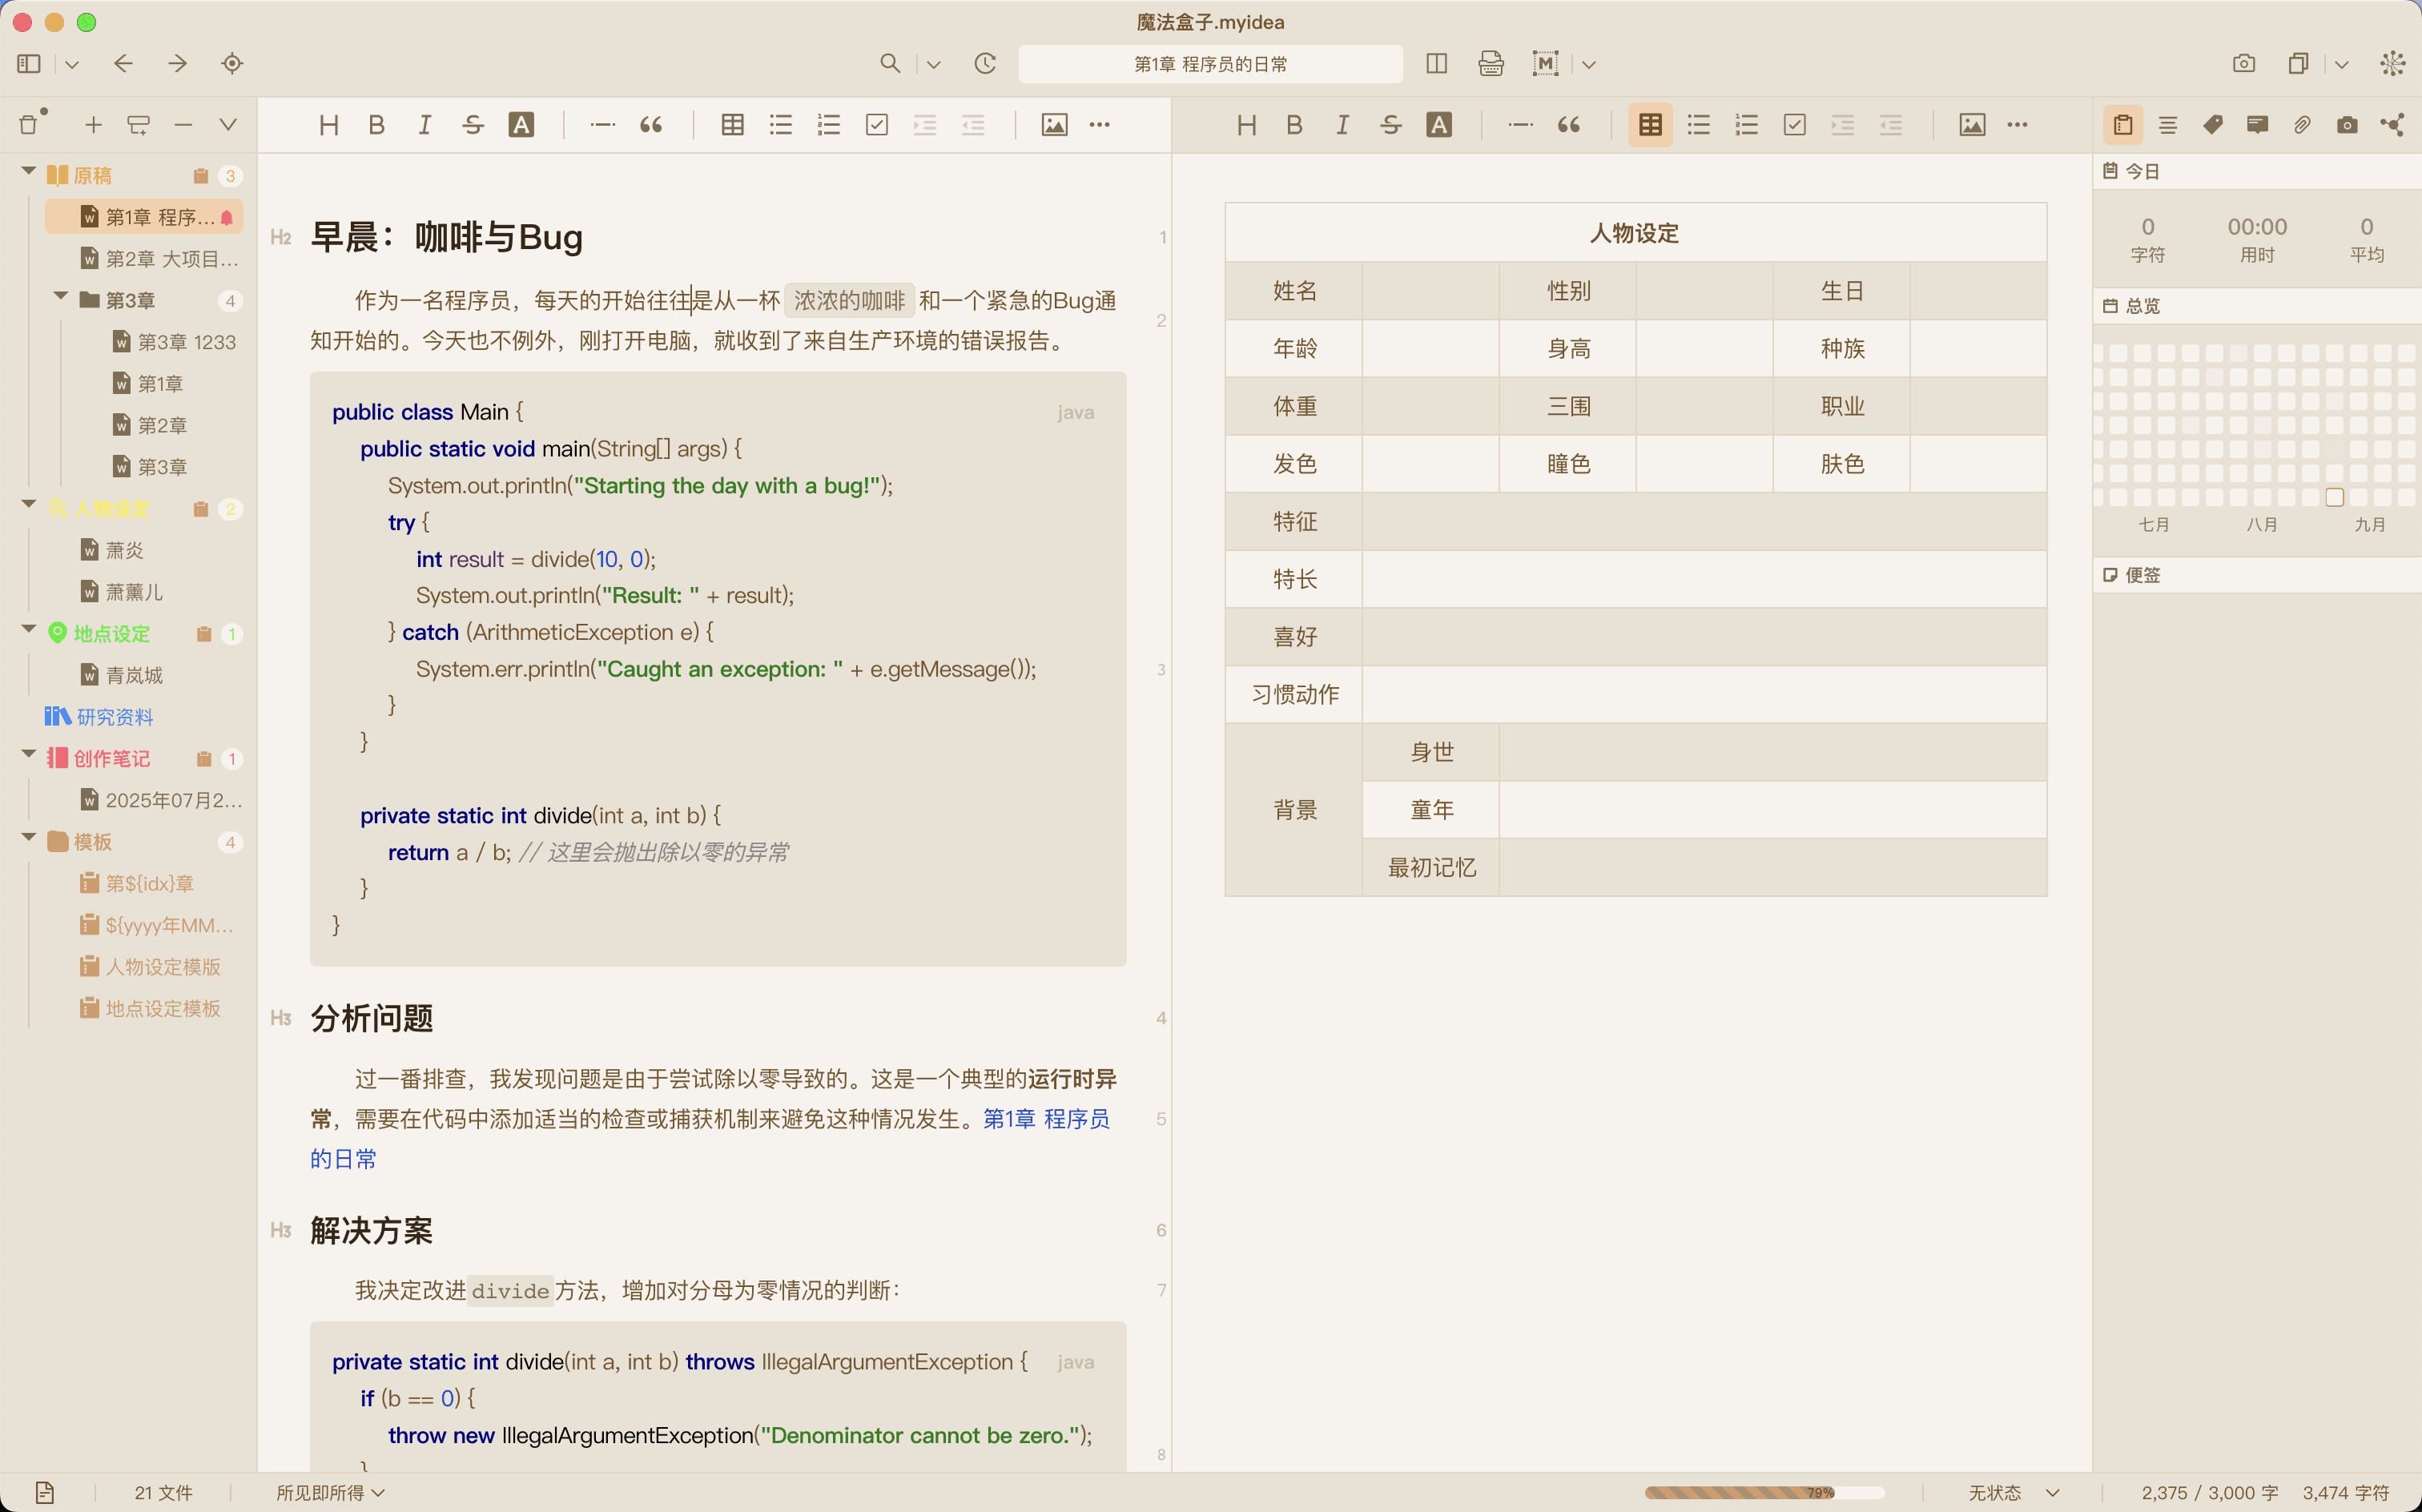 魔法盒子.myidea
第1章 程序员的日常
原稿 3
第1章 程序...
第2章 大项目...
第3章 4
第3章 1233
第1章
第2章
第3章
人物设定 2
萧炎
萧薰儿
地点设定 1
青岚城
研究资料
创作笔记 1
2025年07月2...
模板 4
第${idx}章
${yyyy年MM...
人物设定模版
地点设定模板
H B I S A
H2 早晨：咖啡与Bug 1
作为一名程序员，每天的开始往往是从一杯 浓浓的咖啡 和一个紧急的Bug通 2
知开始的。今天也不例外，刚打开电脑，就收到了来自生产环境的错误报告。
public class Main { java
public static void main(String[] args) {
System.out.println("Starting the day with a bug!");
try {
int result = divide(10, 0);
System.out.println("Result: " + result);
} catch (ArithmeticException e) {
System.err.println("Caught an exception: " + e.getMessage()); 3
}
}
private static int divide(int a, int b) {
return a / b; // 这里会抛出除以零的异常
}
}
H3 分析问题 4
过一番排查，我发现问题是由于尝试除以零导致的。这是一个典型的运行时异
常，需要在代码中添加适当的检查或捕获机制来避免这种情况发生。第1章 程序员 5
的日常
H3 解决方案 6
我决定改进divide方法，增加对分母为零情况的判断： 7
private static int divide(int a, int b) throws IllegalArgumentException { java
if (b == 0) {
throw new IllegalArgumentException("Denominator cannot be zero.");
} 8
H B I S A
人物设定
姓名 性别 生日
年龄 身高 种族
体重 三围 职业
发色 瞳色 肤色
特征
特长
喜好
习惯动作
背景 身世
童年
最初记忆
今日
0 00:00 0
字符 用时 平均
总览
七月 八月 九月
便签
21 文件 所见即所得 79% 无状态 2,375 / 3,000 字 3,474 字符